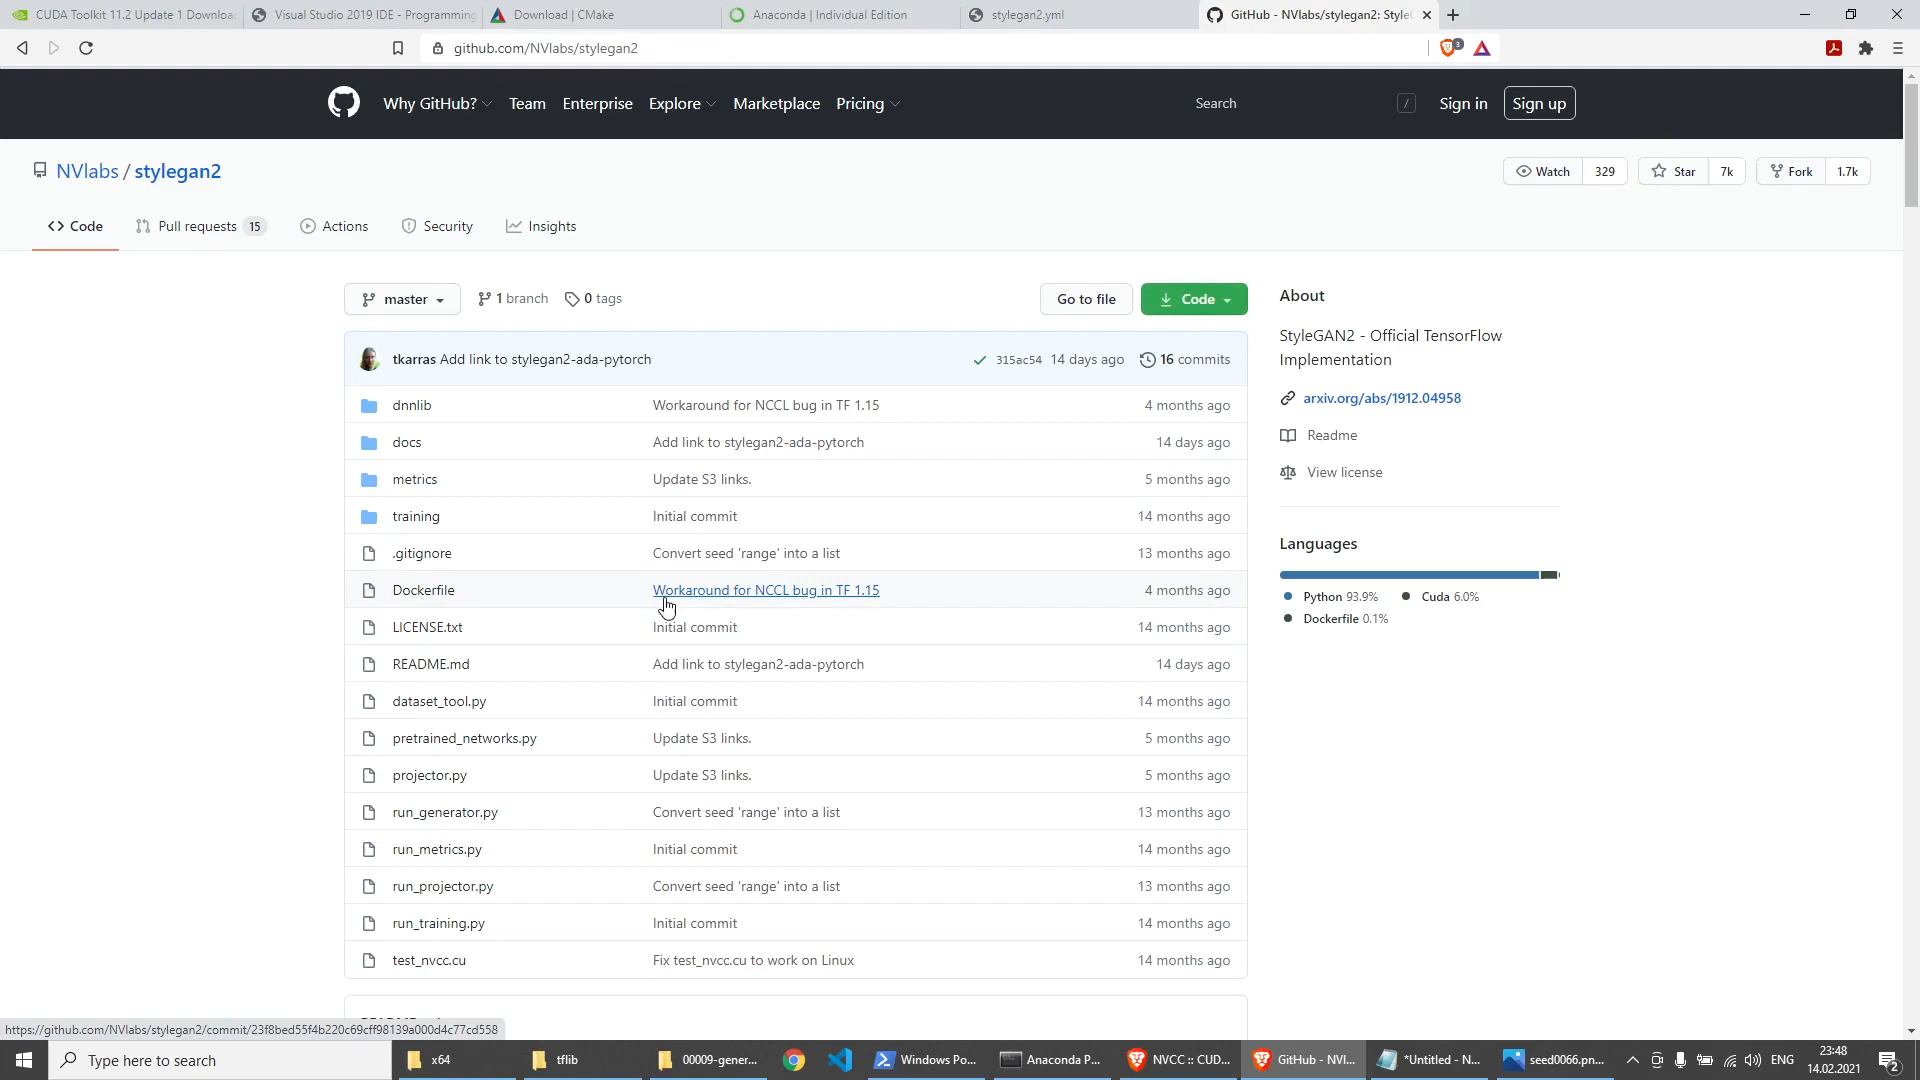 CUDA Toolkit 11.2 Update 1 Downloa
Visual Studio 2019 IDE - Programming
Download | CMake
Anaconda | Individual Edition
stylegan2.yml
GitHub - NVlabs/stylegan2: StyleG
github.com/NVlabs/stylegan2
3
Why GitHub?
Team
Enterprise
Explore
Marketplace
Pricing
Search
/
Sign in
Sign up
NVlabs / stylegan2
Watch 329
Star 7k
Fork 1.7k
Code
Pull requests 15
Actions
Security
Insights
master
1 branch
0 tags
Go to file
Code
About
StyleGAN2 - Official TensorFlow
Implementation
arxiv.org/abs/1912.04958
Readme
View license
Languages
Python 93.9%
Cuda 6.0%
Dockerfile 0.1%
tkarras Add link to stylegan2-ada-pytorch 315ac54 14 days ago 16 commits
dnnlib Workaround for NCCL bug in TF 1.15 4 months ago
docs Add link to stylegan2-ada-pytorch 14 days ago
metrics Update S3 links. 5 months ago
training Initial commit 14 months ago
.gitignore Convert seed 'range' into a list 13 months ago
Dockerfile Workaround for NCCL bug in TF 1.15 4 months ago
LICENSE.txt Initial commit 14 months ago
README.md Add link to stylegan2-ada-pytorch 14 days ago
dataset_tool.py Initial commit 14 months ago
pretrained_networks.py Update S3 links. 5 months ago
projector.py Update S3 links. 5 months ago
run_generator.py Convert seed 'range' into a list 13 months ago
run_metrics.py Initial commit 14 months ago
run_projector.py Convert seed 'range' into a list 13 months ago
run_training.py Initial commit 14 months ago
test_nvcc.cu Fix test_nvcc.cu to work on Linux 14 months ago
https://github.com/NVlabs/stylegan2/commit/23f8bed55f4b220c69cff98139a000d4c77cd558
Type here to search
x64
tflib
00009-gener...
Windows Po...
Anaconda P...
NVCC :: CUD...
GitHub - NVl...
*Untitled - N...
seed0066.pn...
ENG
23:48
14.02.2021
2